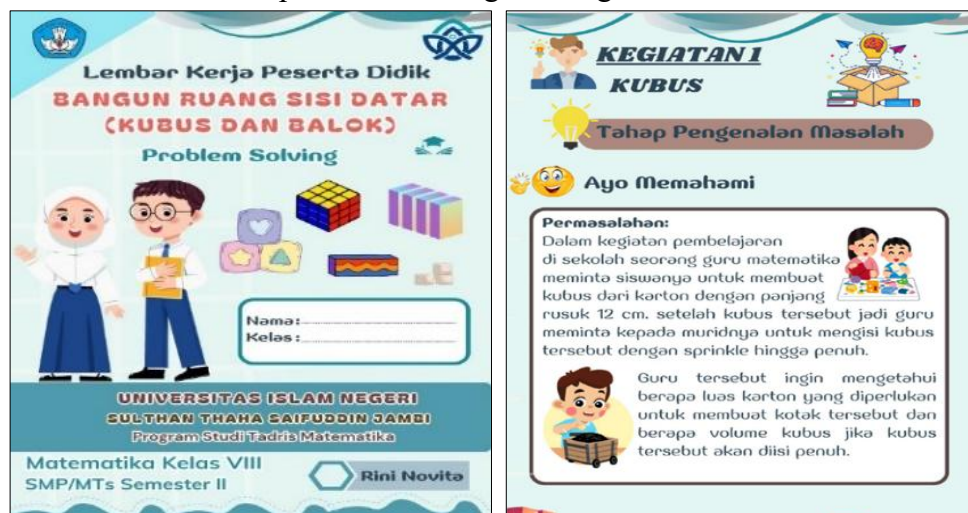 Lembar Kerja Peserta Didik
BANGUN RUANG SISI DATAR
(KUBUS DAN BALOK)
Problem Solving
Nama:
Kelas:
UNIVERSITAS ISLAM NEGERI
SULTHAN THAHA SAIFUDDIN JAMBI
Program Studi Tadris Matematika
Matematika Kelas VIII
SMP/MTs Semester II
Rini Novita
KEGIATAN 1
KUBUS
Tahap Pengenalan Masalah
Ayo Memahami
Permasalahan:
Dalam kegiatan pembelajaran
di sekolah seorang guru matematika
meminta siswanya untuk membuat
kubus dari karton dengan panjang
rusuk 12 cm. setelah kubus tersebut jadi guru
meminta kepada muridnya untuk mengisi kubus
tersebut dengan sprinkle hingga penuh.
Guru tersebut ingin mengetahui
berapa luas karton yang diperlukan
untuk membuat kotak tersebut dan
berapa volume kubus jika kubus
tersebut akan diisi penuh.